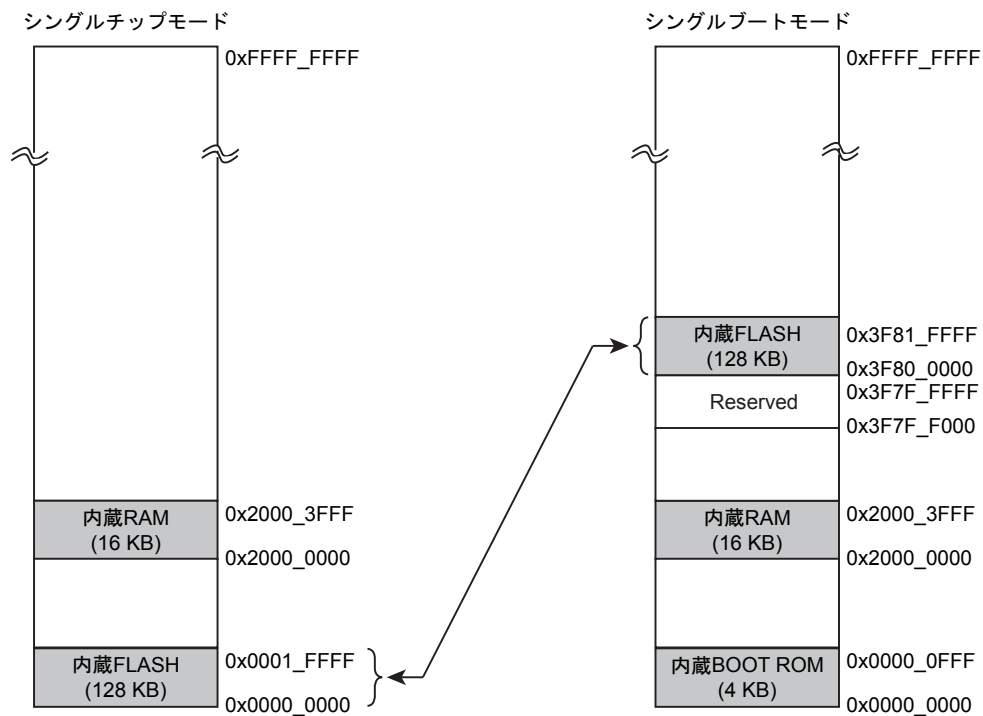 シングルチップモード
0xFFFF_FFFF
内蔵RAM
(16 KB)
0x2000_3FFF
0x2000_0000
内蔵FLASH
(128 KB)
0x0001_FFFF
0x0000_0000
シングルブートモード
0xFFFF_FFFF
内蔵FLASH
(128 KB)
0x3F81_FFFF
0x3F80_0000
Reserved
0x3F7F_FFFF
0x3F7F_F000
内蔵RAM
(16 KB)
0x2000_3FFF
0x2000_0000
内蔵BOOT ROM
(4 KB)
0x0000_0FFF
0x0000_0000